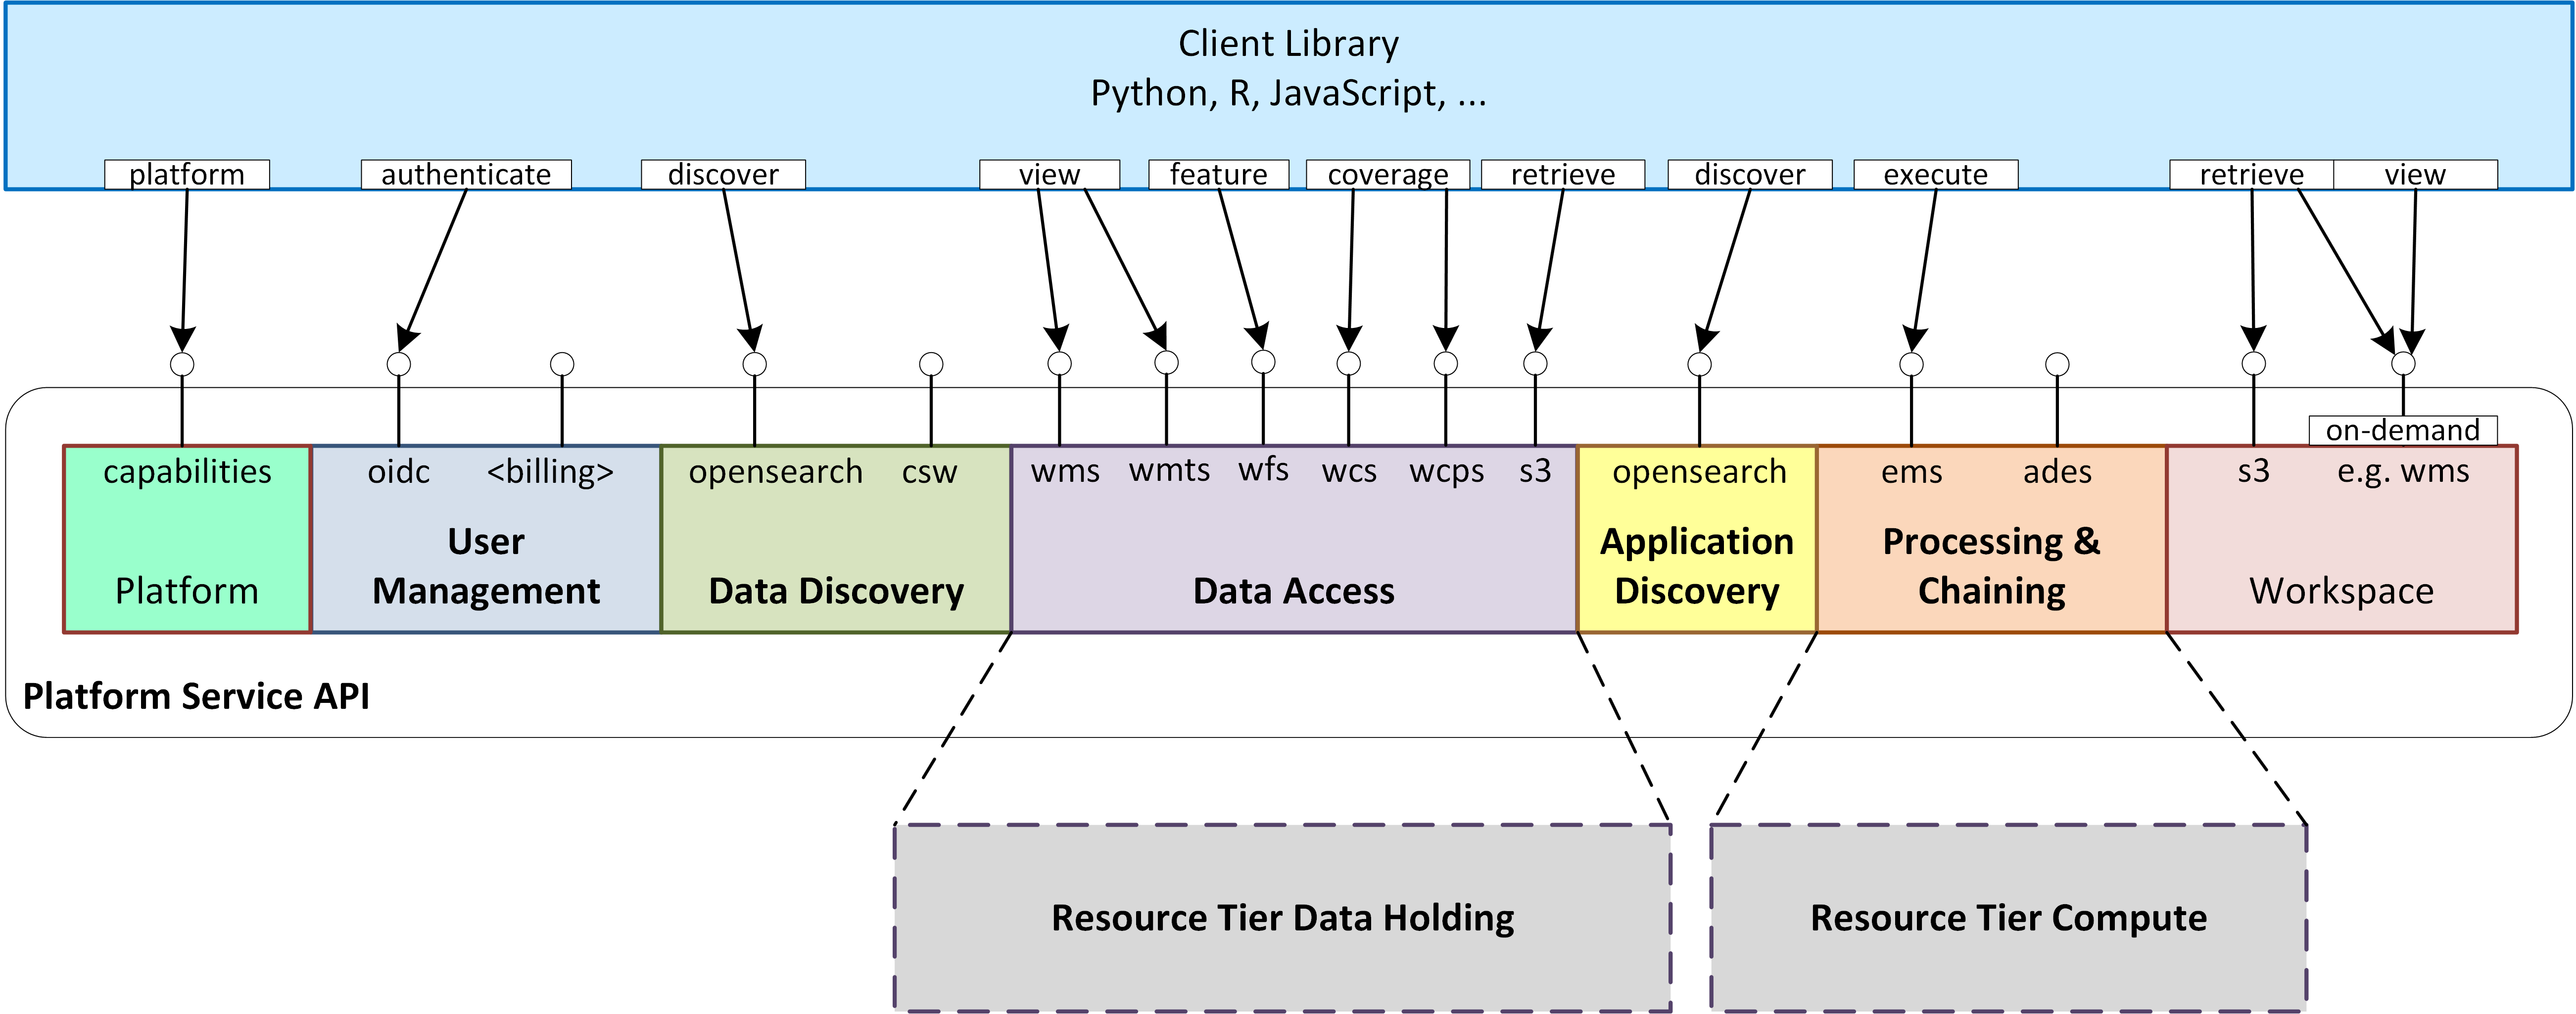 Client Library
Python, R, JavaScript, ...
platform
authenticate
discover
view
feature
coverage
retrieve
discover
execute
retrieve
view
on-demand
capabilities
oidc
<billing>
opensearch
csw
wms
wmts
wfs
wcs
wcps
s3
opensearch
ems
ades
s3
e.g. wms
Platform
User
Management
Data Discovery
Data Access
Application
Discovery
Processing &
Chaining
Workspace
Platform Service API
Resource Tier Data Holding
Resource Tier Compute